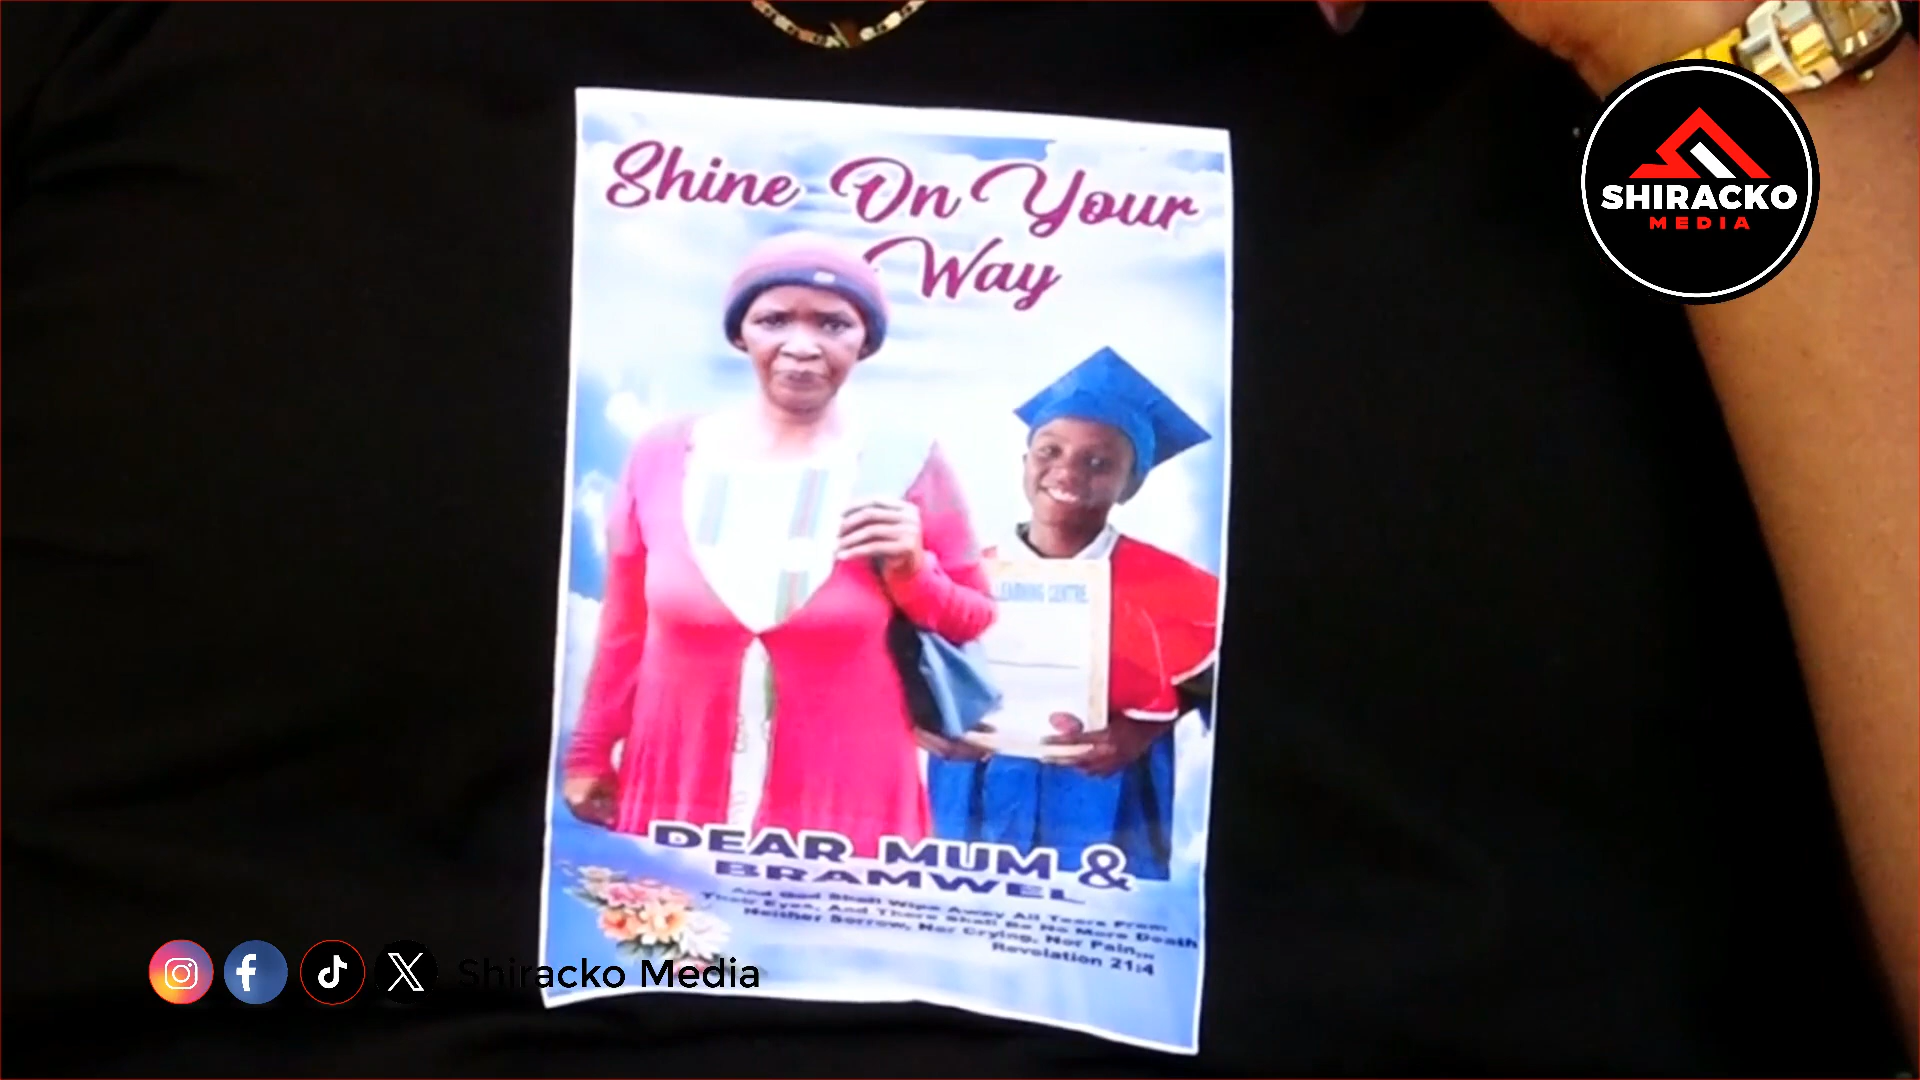 Shine On Your
Way
SHIRACKO
MEDIA
LEARNING CENTRE
DEAR MUM &
BRAMWEL
And God Shall Wipe Away All Tears From
Their Eyes, And There Shall Be No More Death
Neither Sorrow, Nor Crying, Nor Pain,,,
Revelation 21:4
Shiracko Media